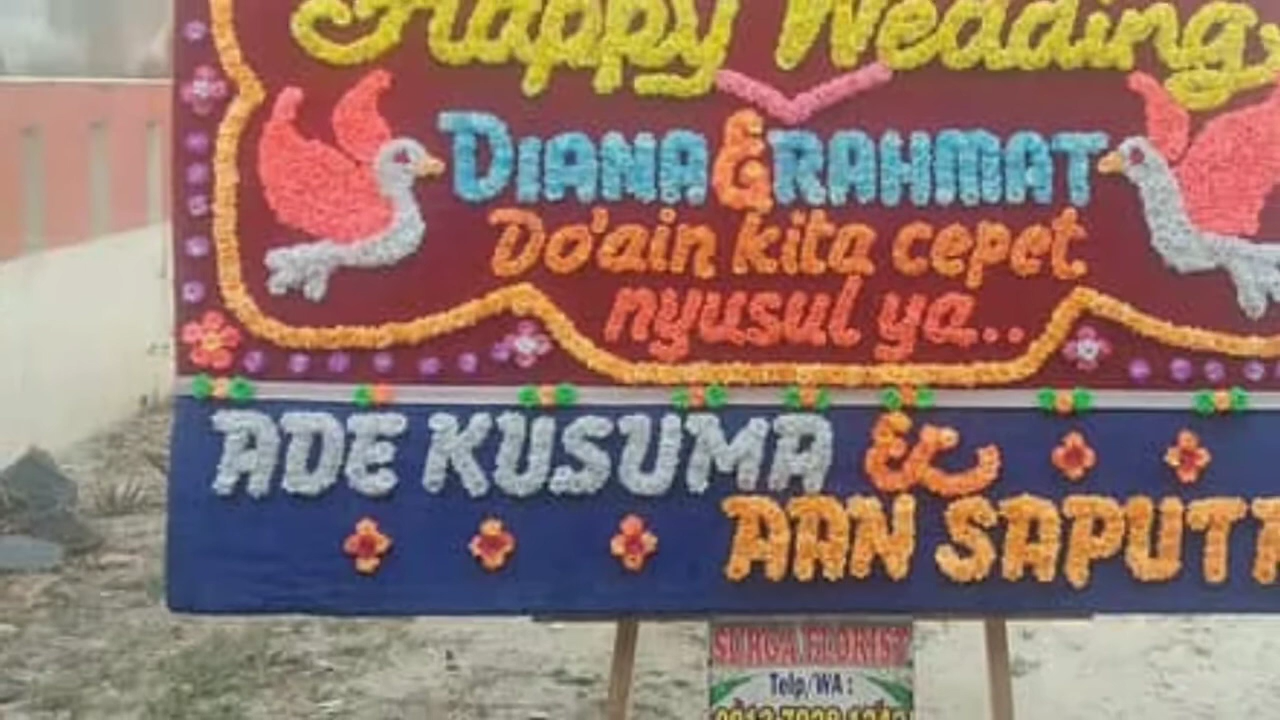 Happy Wedding
DIANA & RAHMAT
Do'ain kita cepet
nyusul ya..
ADE KUSUMA &
AAN SAPUT
SURGA FLORIST
Telp/WA :